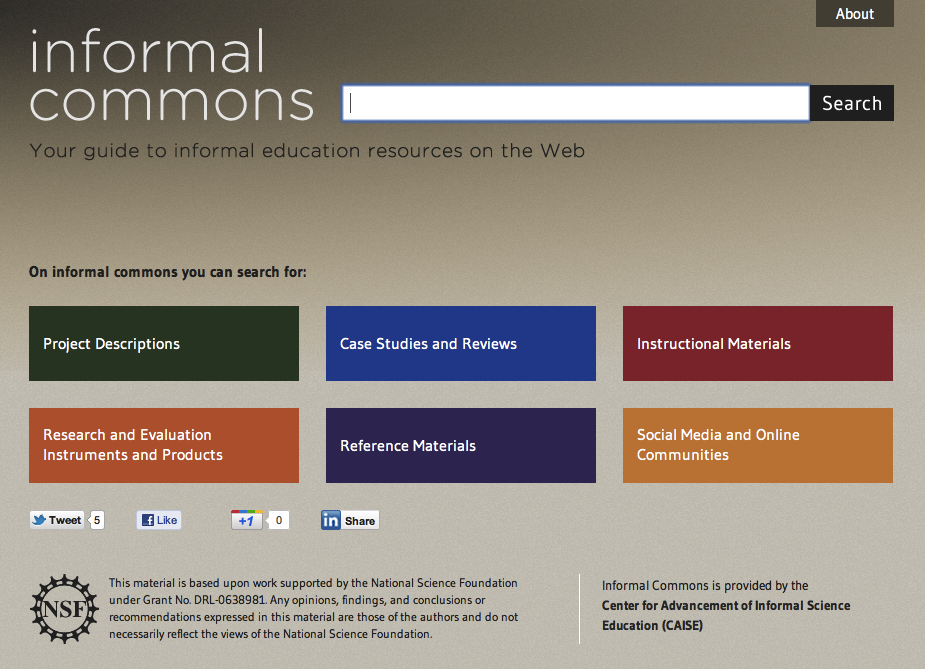 About
informal
commons
Search
Your guide to informal education resources on the Web
On informal commons you can search for:
Project Descriptions
Case Studies and Reviews
Instructional Materials
Research and Evaluation
Instruments and Products
Reference Materials
Social Media and Online
Communities
Tweet 5
f Like
+1 0
in Share
NSF
This material is based upon work supported by the National Science Foundation
under Grant No. DRL-0638981. Any opinions, findings, and conclusions or
recommendations expressed in this material are those of the authors and do not
necessarily reflect the views of the National Science Foundation.
Informal Commons is provided by the
Center for Advancement of Informal Science
Education (CAISE)